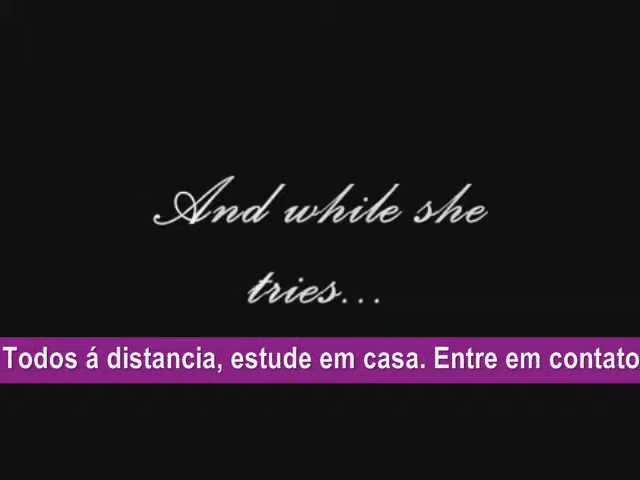 And while she
tries...
Todos á distancia, estude em casa. Entre em contato